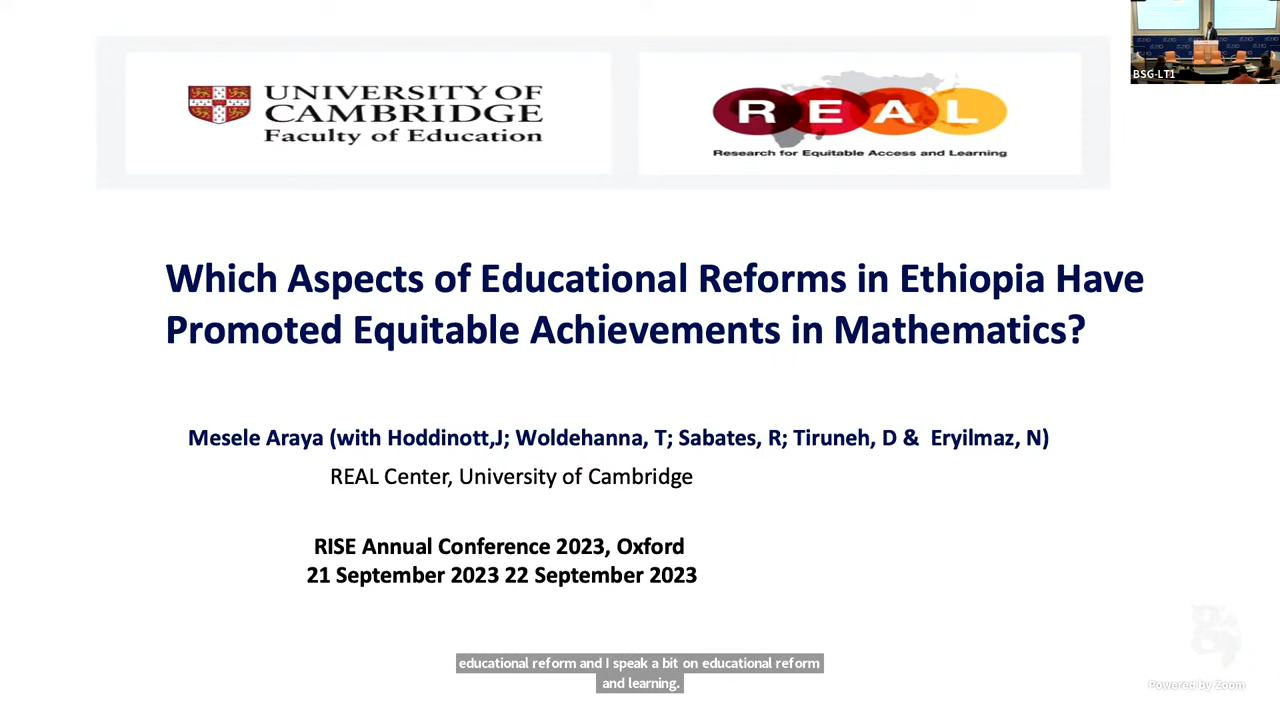 UNIVERSITY OF
CAMBRIDGE
Faculty of Education
REAL
Research for Equitable Access and Learning
BSG-LT1
Which Aspects of Educational Reforms in Ethiopia Have
Promoted Equitable Achievements in Mathematics?
Mesele Araya (with Hoddinott,J; Woldehanna, T; Sabates, R; Tiruneh, D & Eryilmaz, N)
REAL Center, University of Cambridge
RISE Annual Conference 2023, Oxford
21 September 2023 22 September 2023
educational reform and I speak a bit on educational reform
and learning.
Powered by Zoom